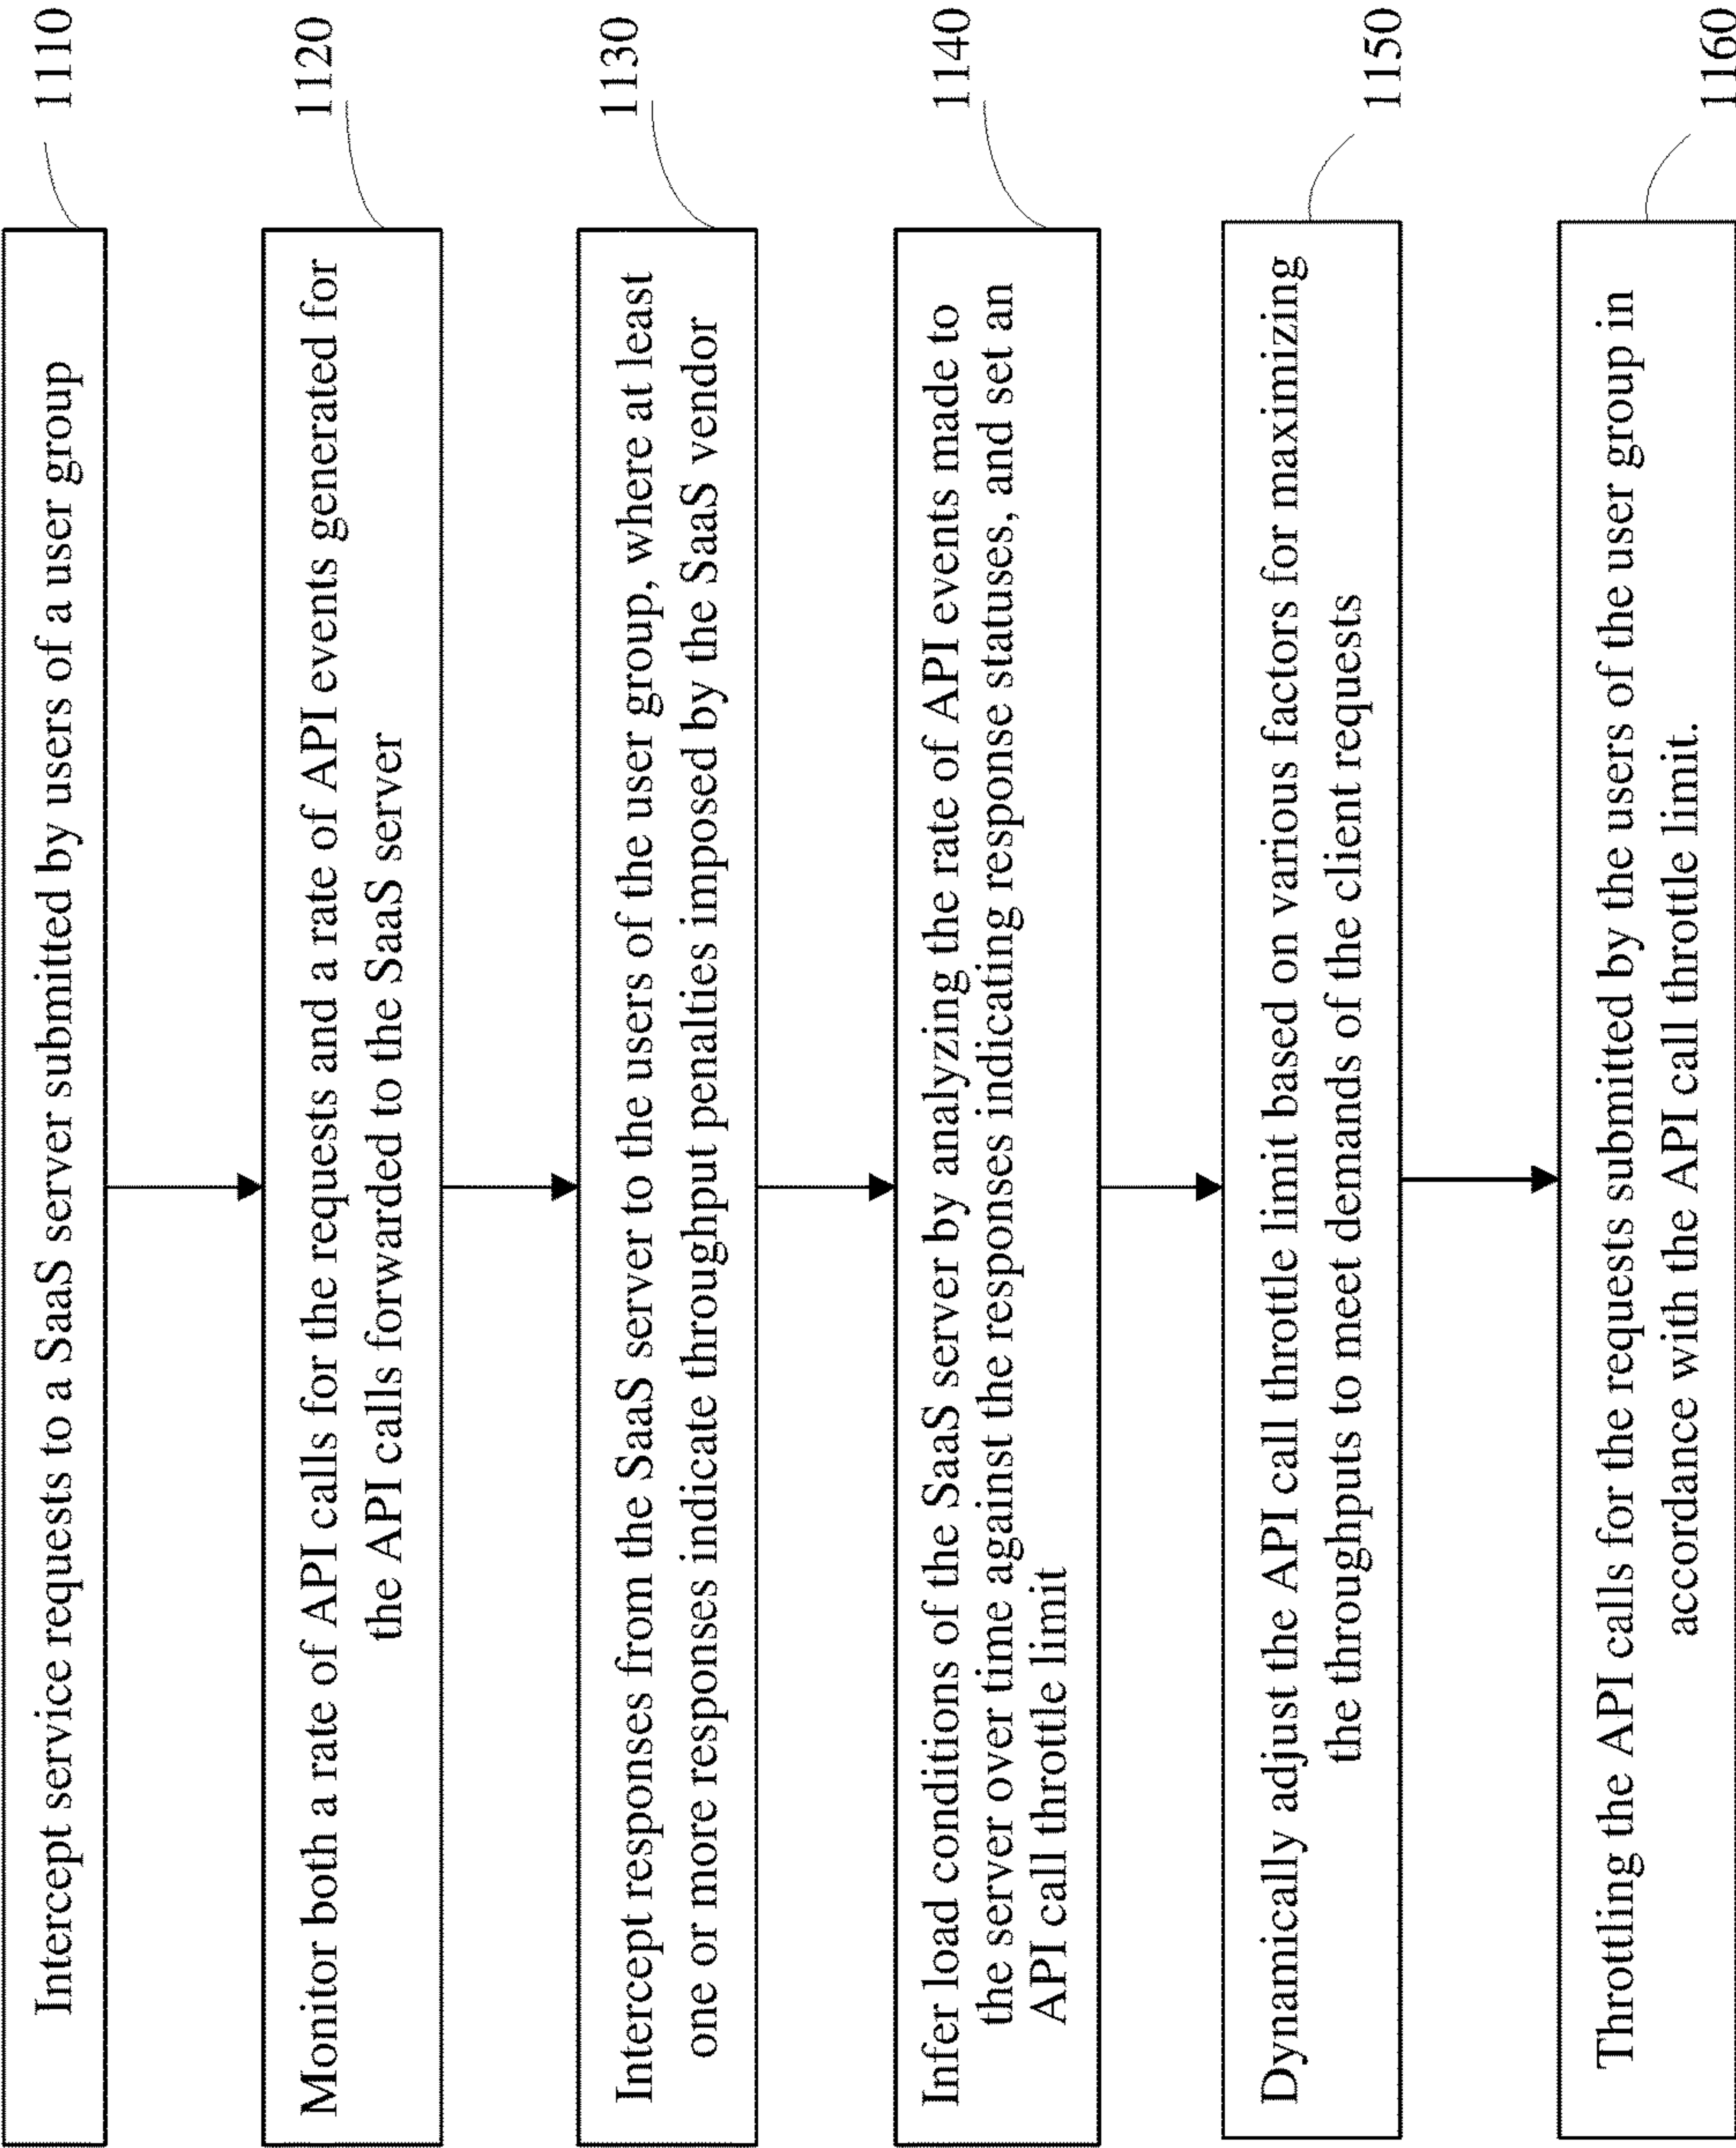 Intercept service requests to a SaaS server submitted by users of a user group
1110
Monitor both a rate of API calls for the requests and a rate of API events generated for
the API calls forwarded to the SaaS server
1120
Intercept responses from the SaaS server to the users of the user group, where at least
one or more responses indicate throughput penalties imposed by the SaaS vendor
1130
Infer load conditions of the SaaS server by analyzing the rate of API events made to
the server over time against the responses indicating response statuses, and set an
API call throttle limit
1140
Dynamically adjust the API call throttle limit based on various factors for maximizing
the throughputs to meet demands of the client requests
1150
Throttling the API calls for the requests submitted by the users of the user group in
accordance with the API call throttle limit.
1160